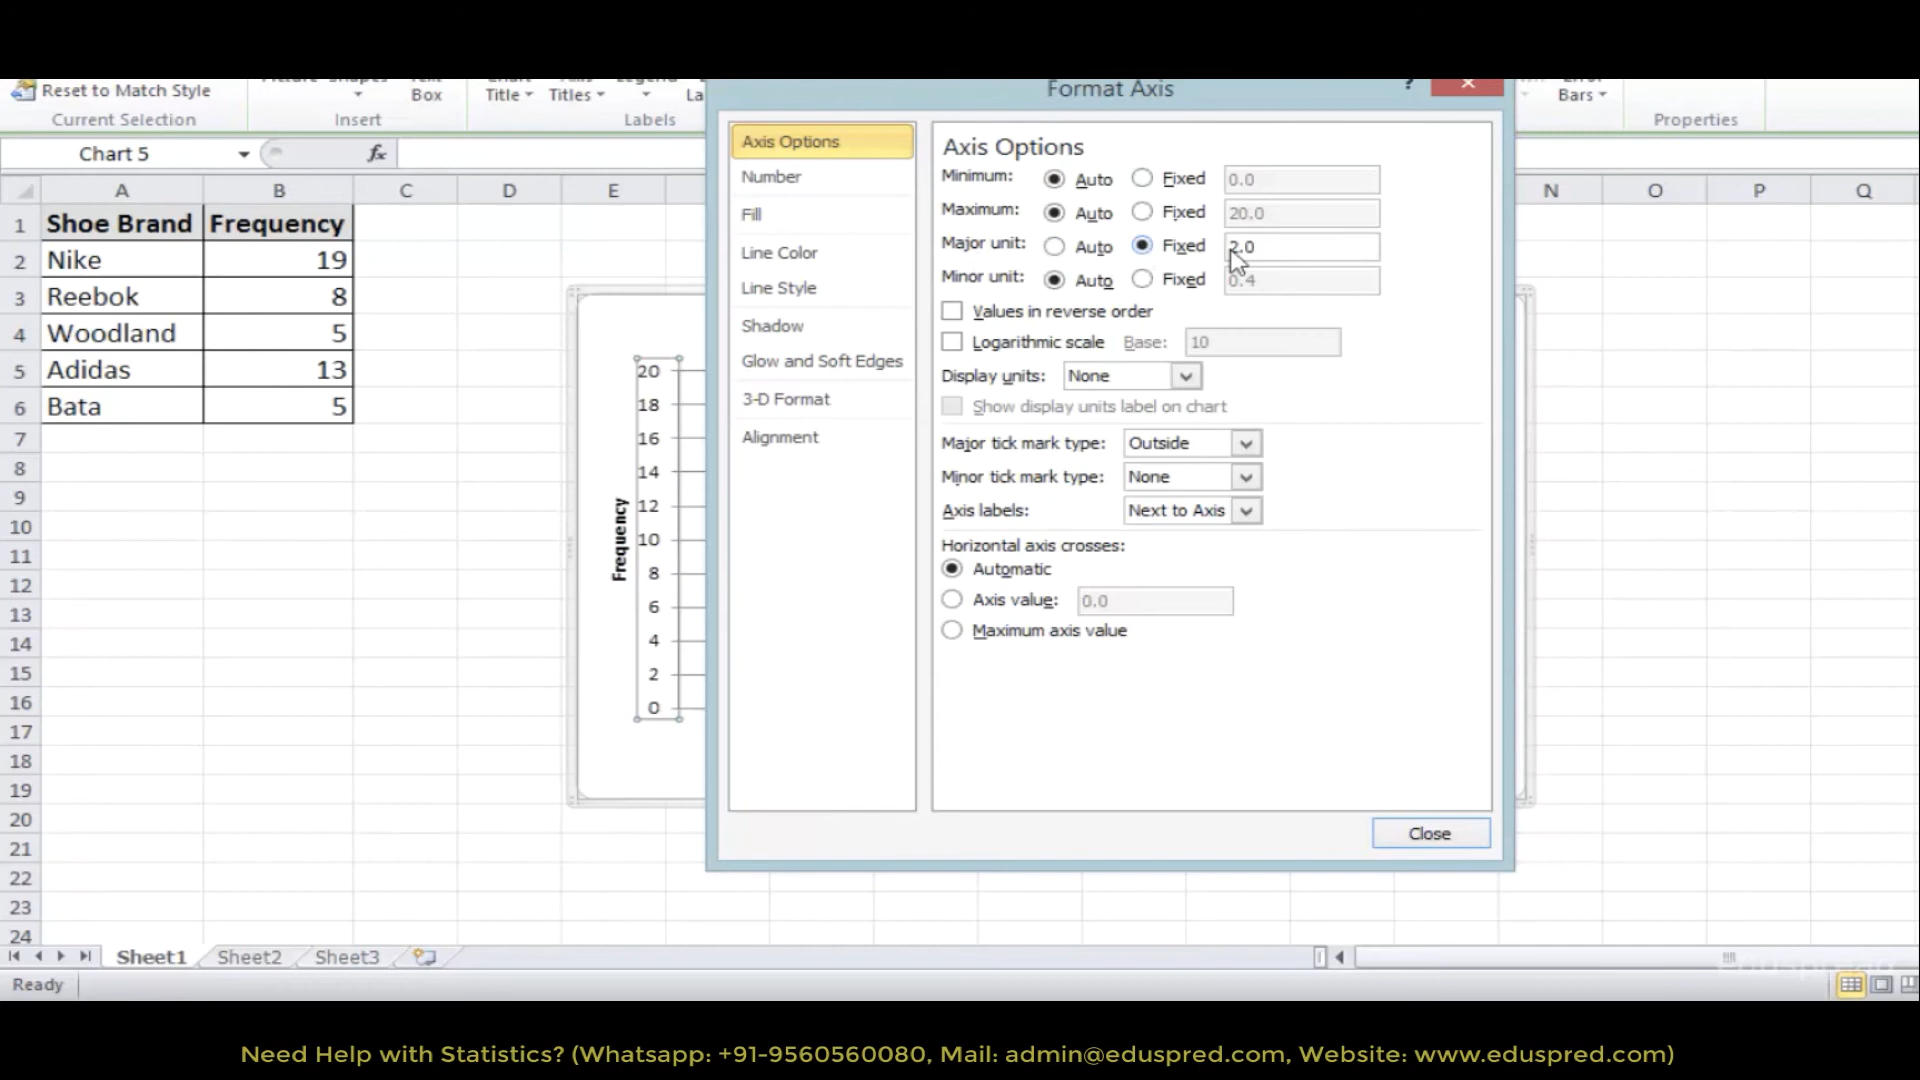 Format Axis ?
Reset to Match Style
Box Title Titles
Bars
Current Selection Insert Labels Properties
Chart 5 fx
A B C D E N O P Q
1 Shoe Brand Frequency
2 Nike 19
3 Reebok 8
4 Woodland 5
5 Adidas 13
6 Bata 5
7
8
9
10
11
12
13
14
15
16
17
18
19
20
21
22
23
24
20
18
16
14
12
10
8
6
4
2
0
Frequency
Axis Options
Number
Fill
Line Color
Line Style
Shadow
Glow and Soft Edges
3-D Format
Alignment
Axis Options
Minimum: Auto Fixed 0.0
Maximum: Auto Fixed 20.0
Major unit: Auto Fixed 2.0
Minor unit: Auto Fixed 0.4
Values in reverse order
Logarithmic scale Base: 10
Display units: None
Show display units label on chart
Major tick mark type: Outside
Minor tick mark type: None
Axis labels: Next to Axis
Horizontal axis crosses:
Automatic
Axis value: 0.0
Maximum axis value
Close
Sheet1 Sheet2 Sheet3
Ready
Need Help with Statistics? (Whatsapp: +91-9560560080, Mail: admin@eduspred.com, Website: www.eduspred.com)